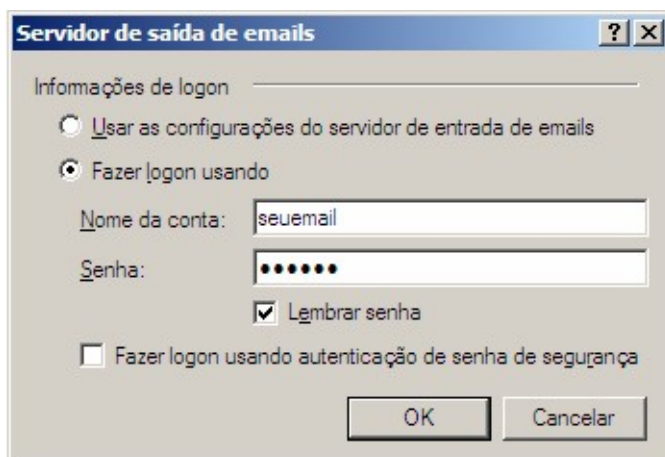 Servidor de saída de emails
Informações de logon
Usar as configurações do servidor de entrada de emails
Fazer logon usando
Nome da conta: seuemail
Senha: ●●●●●●
Lembrar senha
Fazer logon usando autenticação de senha de segurança
OK Cancelar